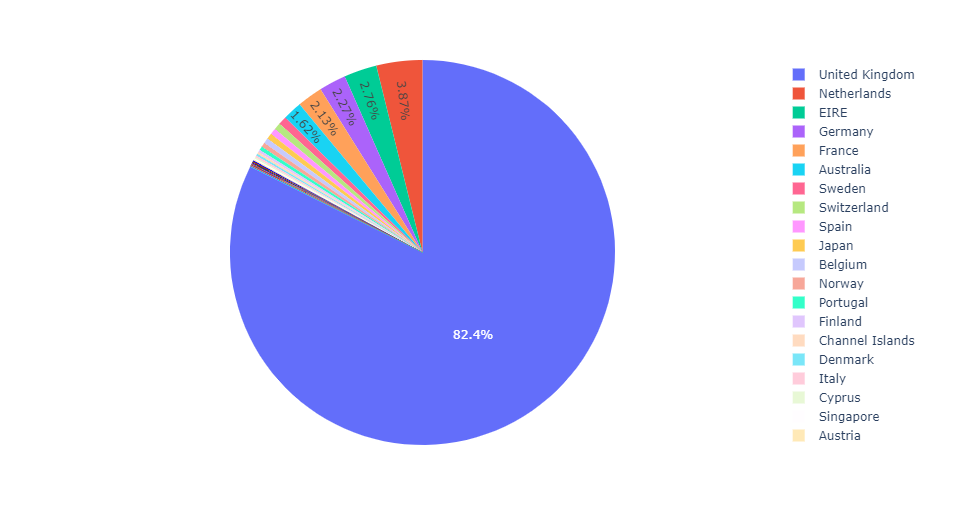 82.4%
3.87%
2.76%
2.27%
2.13%
1.62%
United Kingdom
Netherlands
EIRE
Germany
France
Australia
Sweden
Switzerland
Spain
Japan
Belgium
Norway
Portugal
Finland
Channel Islands
Denmark
Italy
Cyprus
Singapore
Austria